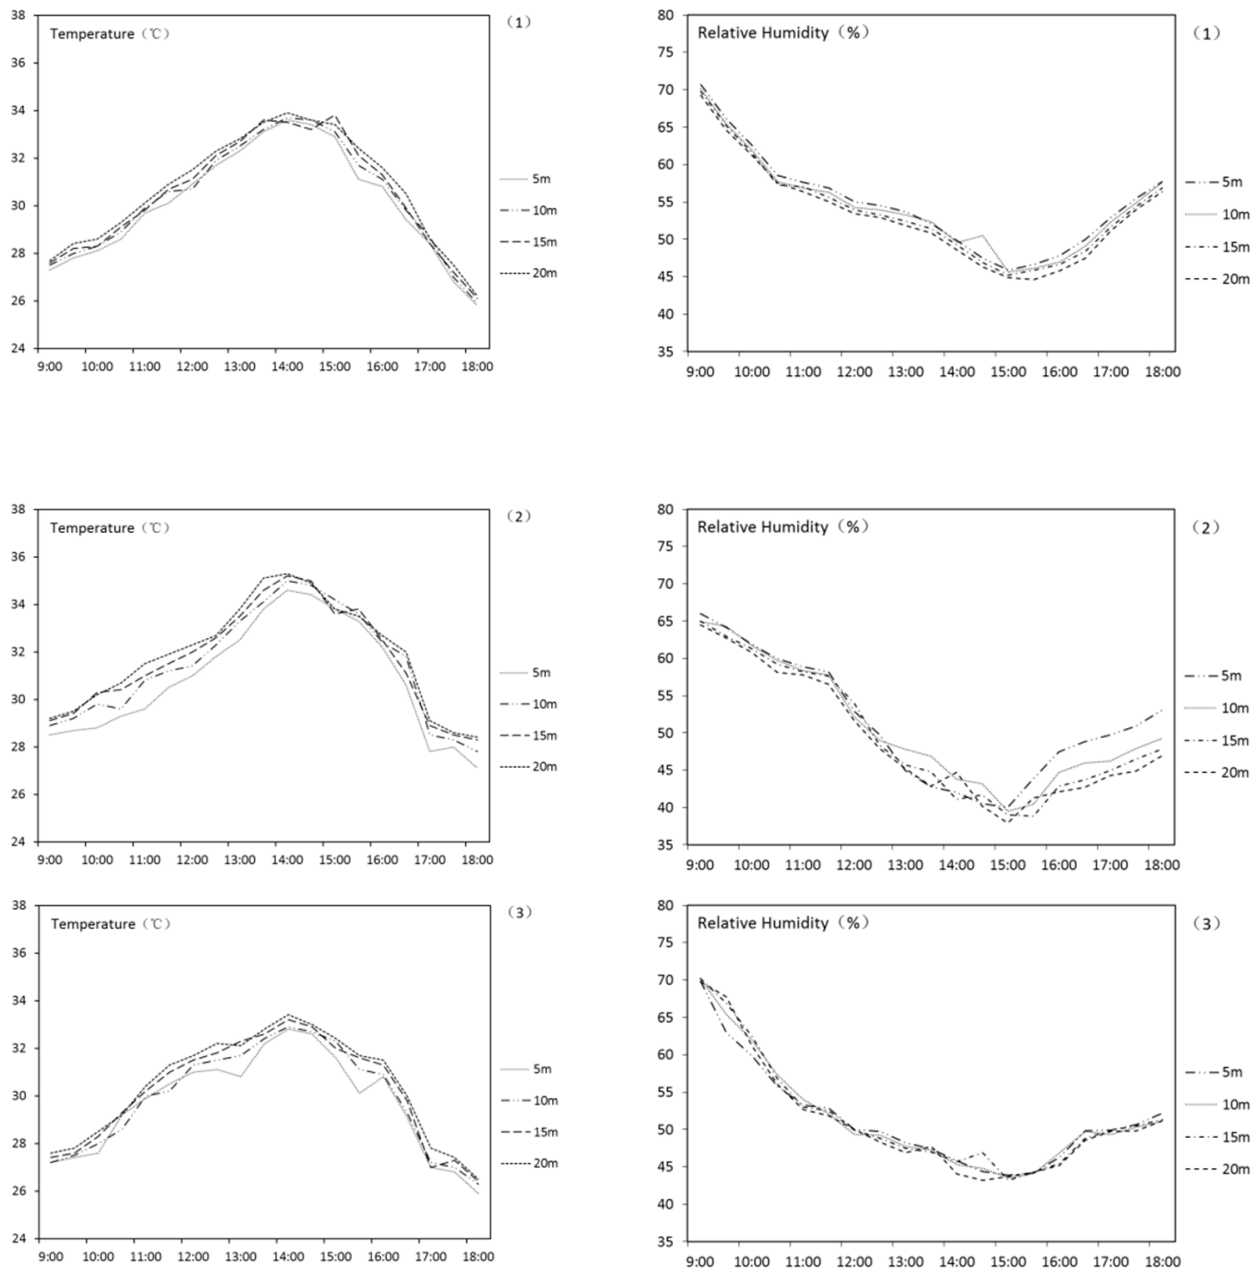 Temperature（℃）
（1）
38
36
34
32
30
28
26
24
9:00 10:00 11:00 12:00 13:00 14:00 15:00 16:00 17:00 18:00
5m
10m
15m
20m
Relative Humidity（%）
（1）
80
75
70
65
60
55
50
45
40
35
9:00 10:00 11:00 12:00 13:00 14:00 15:00 16:00 17:00 18:00
5m
10m
15m
20m
Temperature（℃）
（2）
38
36
34
32
30
28
26
24
9:00 10:00 11:00 12:00 13:00 14:00 15:00 16:00 17:00 18:00
5m
10m
15m
20m
Relative Humidity（%）
（2）
80
75
70
65
60
55
50
45
40
35
9:00 10:00 11:00 12:00 13:00 14:00 15:00 16:00 17:00 18:00
5m
10m
15m
20m
Temperature（℃）
（3）
38
36
34
32
30
28
26
24
9:00 10:00 11:00 12:00 13:00 14:00 15:00 16:00 17:00 18:00
5m
10m
15m
20m
Relative Humidity（%）
（3）
80
75
70
65
60
55
50
45
40
35
9:00 10:00 11:00 12:00 13:00 14:00 15:00 16:00 17:00 18:00
5m
10m
15m
20m